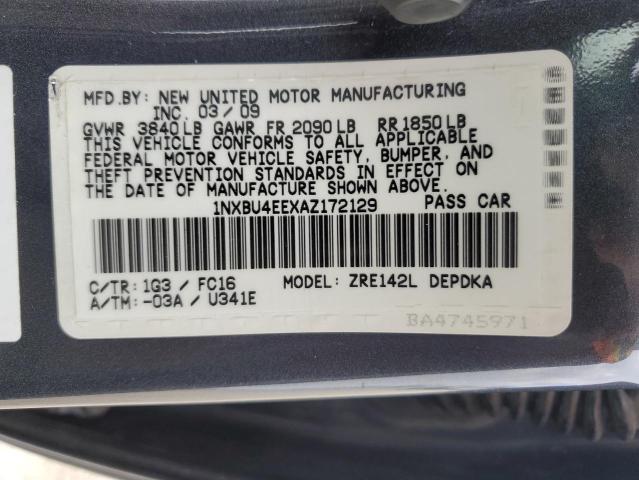 MFD.BY: NEW UNITED MOTOR MANUFACTURING
INC. 03/09
GVWR 3840LB GAWR FR 2090LB RR1850LB
THIS VEHICLE CONFORMS TO ALL APPLICABLE
FEDERAL MOTOR VEHICLE SAFETY, BUMPER, AND
THEFT PREVENTION STANDARDS IN EFFECT ON
THE DATE OF MANUFACTURE SHOWN ABOVE.
1NXBU4EEXAZ172129 PASS CAR
C/TR: 1G3 / FC16 MODEL: ZRE142L DEPDKA
A/TM: -03A / U341E
BA4745971